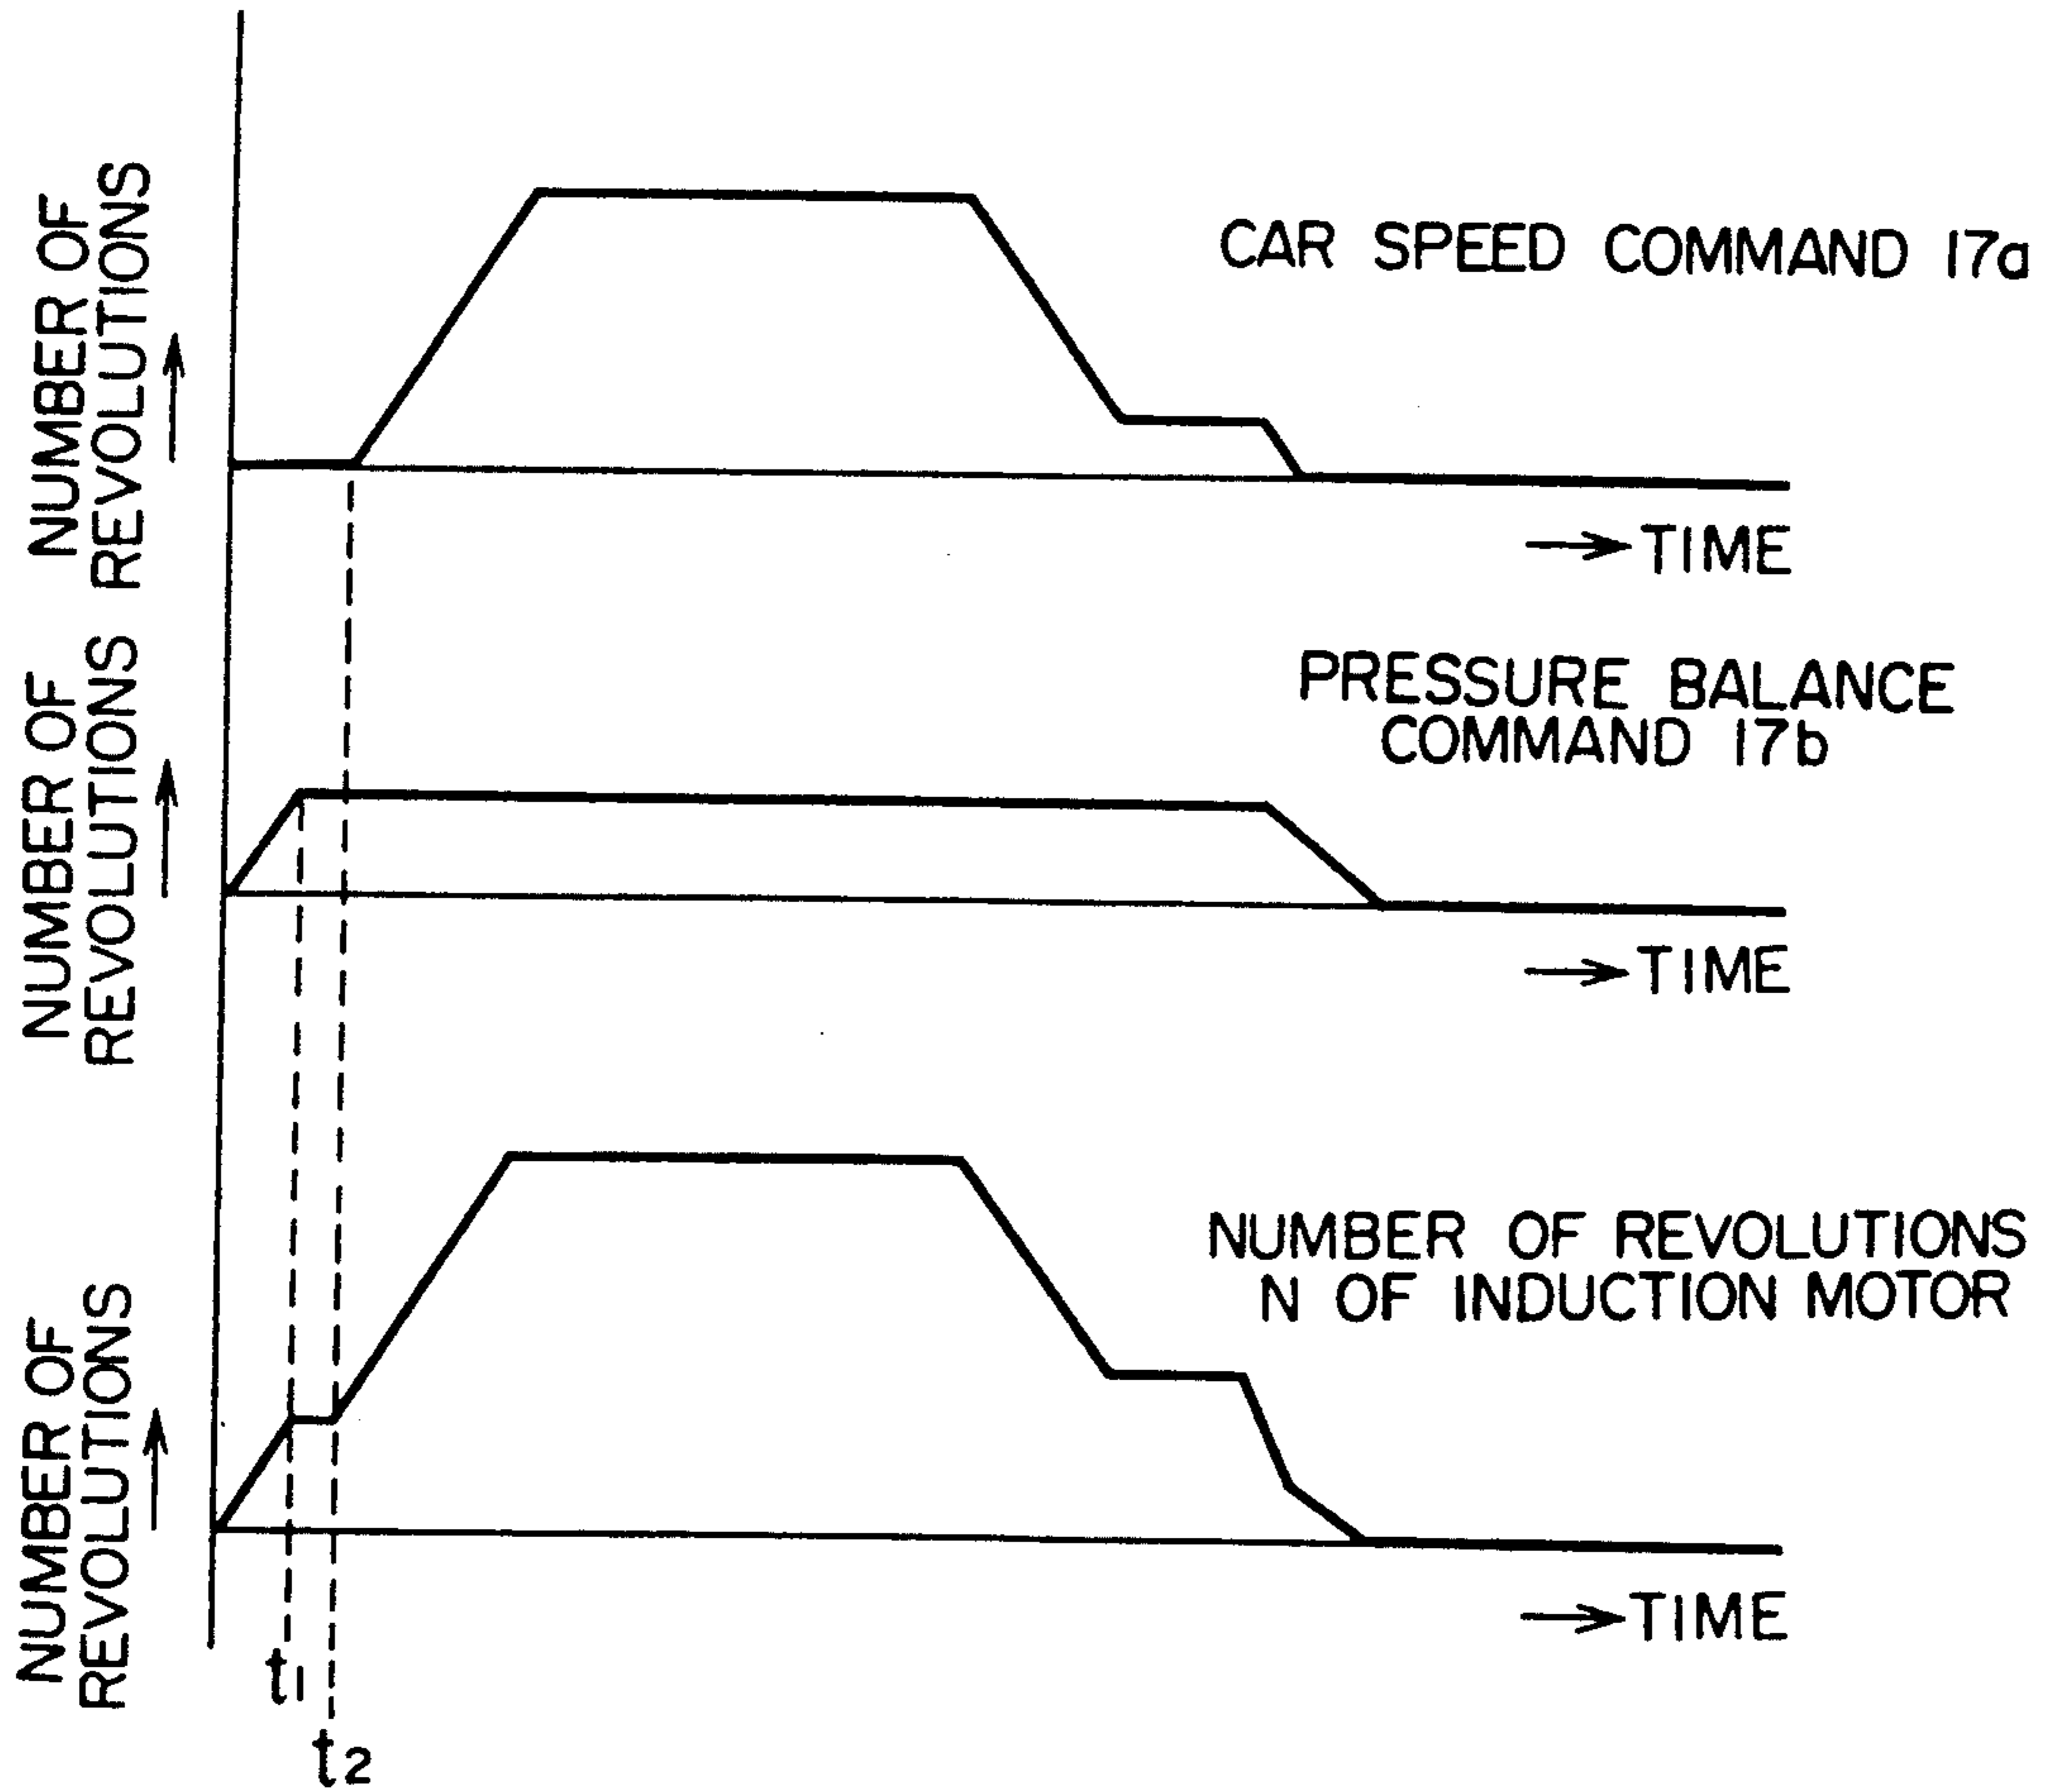 NUMBER OF
REVOLUTIONS
CAR SPEED COMMAND 17a
TIME
NUMBER OF
REVOLUTIONS
PRESSURE BALANCE
COMMAND 17b
TIME
NUMBER OF
REVOLUTIONS
NUMBER OF REVOLUTIONS
N OF INDUCTION MOTOR
TIME
t1
t2